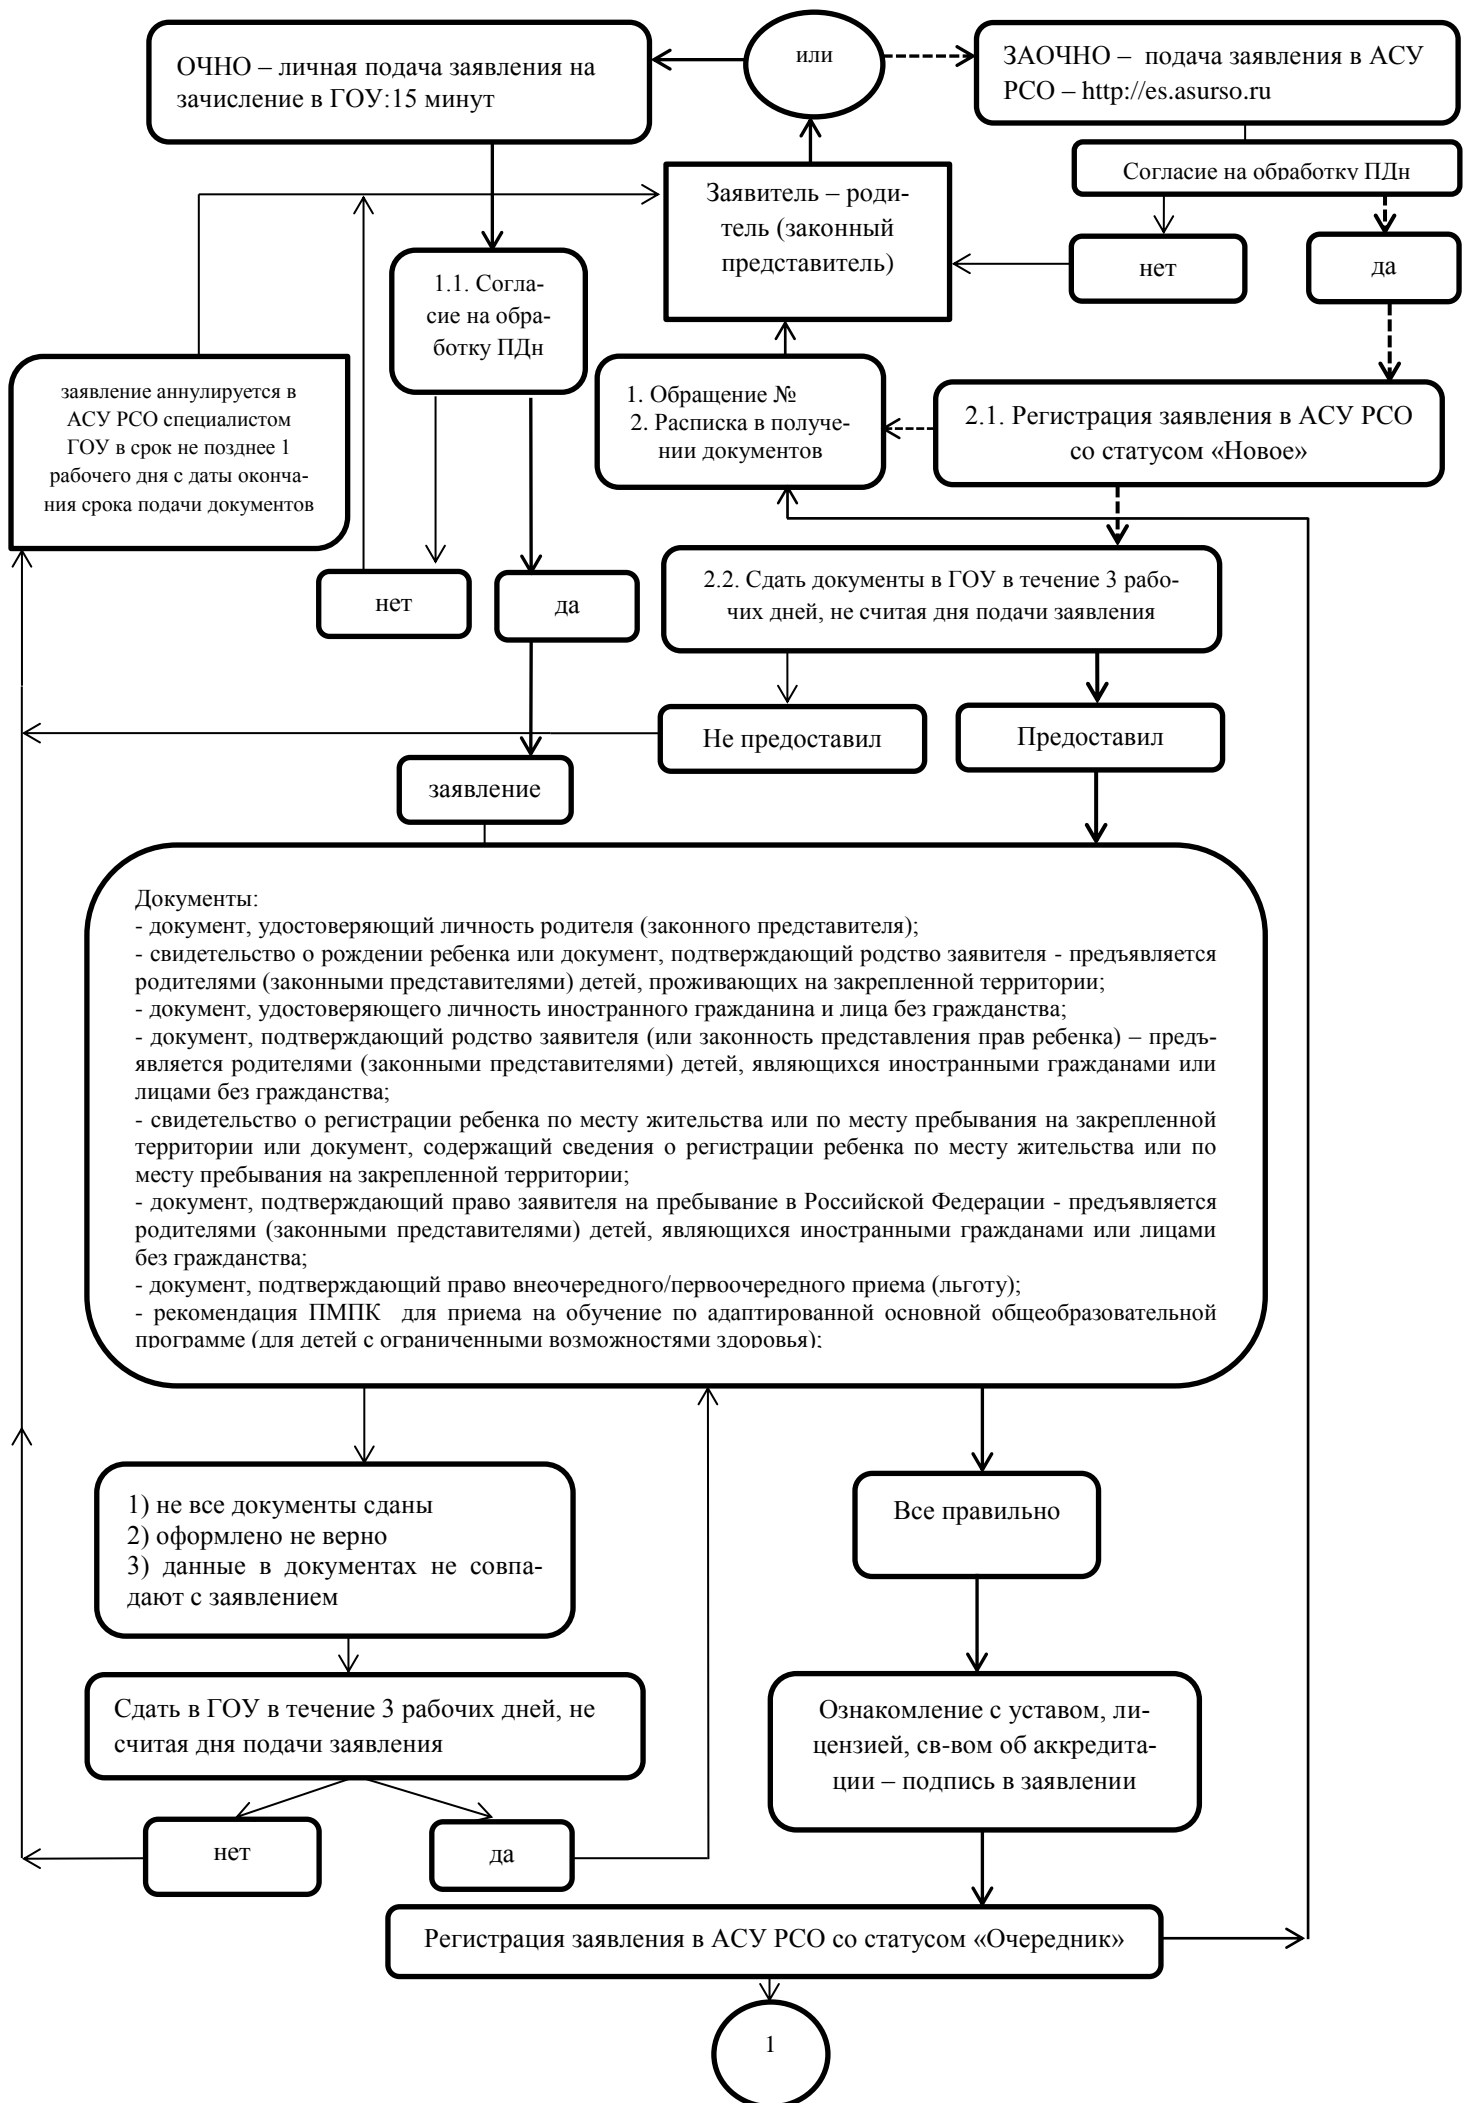 или
ОЧНО – личная подача заявления на
зачисление в ГОУ:15 минут
ЗАОЧНО – подача заявления в АСУ
РСО – http://es.asurso.ru
Согласие на обработку ПДн
Заявитель – роди-
тель (законный
представитель)
нет
да
1.1. Согла-
сие на обра-
ботку ПДн
заявление аннулируется в
АСУ РСО специалистом
ГОУ в срок не позднее 1
рабочего дня с даты оконча-
ния срока подачи документов
1. Обращение №
2. Расписка в получе-
нии документов
2.1. Регистрация заявления в АСУ РСО
со статусом «Новое»
нет
да
2.2. Сдать документы в ГОУ в течение 3 рабо-
чих дней, не считая дня подачи заявления
Не предоставил
Предоставил
заявление
Документы:
- документ, удостоверяющий личность родителя (законного представителя);
- свидетельство о рождении ребенка или документ, подтверждающий родство заявителя - предъявляется
родителями (законными представителями) детей, проживающих на закрепленной территории;
- документ, удостоверяющего личность иностранного гражданина и лица без гражданства;
- документ, подтверждающий родство заявителя (или законность представления прав ребенка) – предъ-
является родителями (законными представителями) детей, являющихся иностранными гражданами или
лицами без гражданства;
- свидетельство о регистрации ребенка по месту жительства или по месту пребывания на закрепленной
территории или документ, содержащий сведения о регистрации ребенка по месту жительства или по
месту пребывания на закрепленной территории;
- документ, подтверждающий право заявителя на пребывание в Российской Федерации - предъявляется
родителями (законными представителями) детей, являющихся иностранными гражданами или лицами
без гражданства;
- документ, подтверждающий право внеочередного/первоочередного приема (льготу);
- рекомендация ПМПК для приема на обучение по адаптированной основной общеобразовательной
программе (для детей с ограниченными возможностями здоровья);
1) не все документы сданы
2) оформлено не верно
3) данные в документах не совпа-
дают с заявлением
Все правильно
Сдать в ГОУ в течение 3 рабочих дней, не
считая дня подачи заявления
Ознакомление с уставом, ли-
цензией, св-вом об аккредита-
ции – подпись в заявлении
нет
да
Регистрация заявления в АСУ РСО со статусом «Очередник»
1